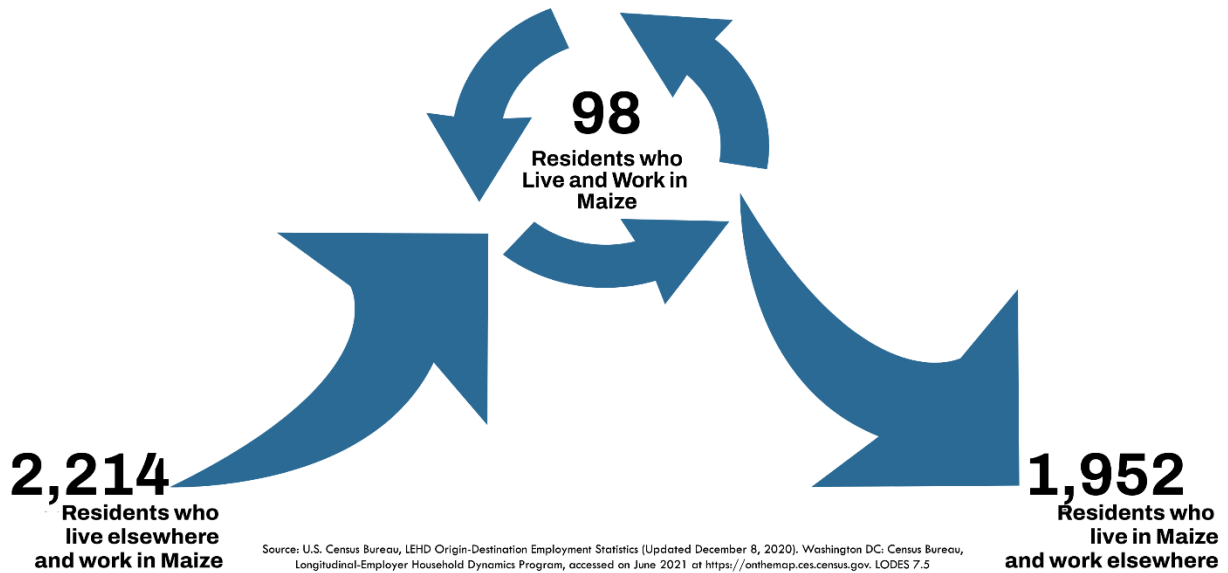 98
Residents who
Live and Work in
Maize
2,214
Residents who
live elsewhere
and work in Maize
1,952
Residents who
live in Maize
and work elsewhere
Source: U.S. Census Bureau, LEHD Origin-Destination Employment Statistics (Updated December 8, 2020). Washington DC: Census Bureau,
Longitudinal-Employer Household Dynamics Program, accessed on June 2021 at https://onthemap.ces.census.gov. LODES 7.5